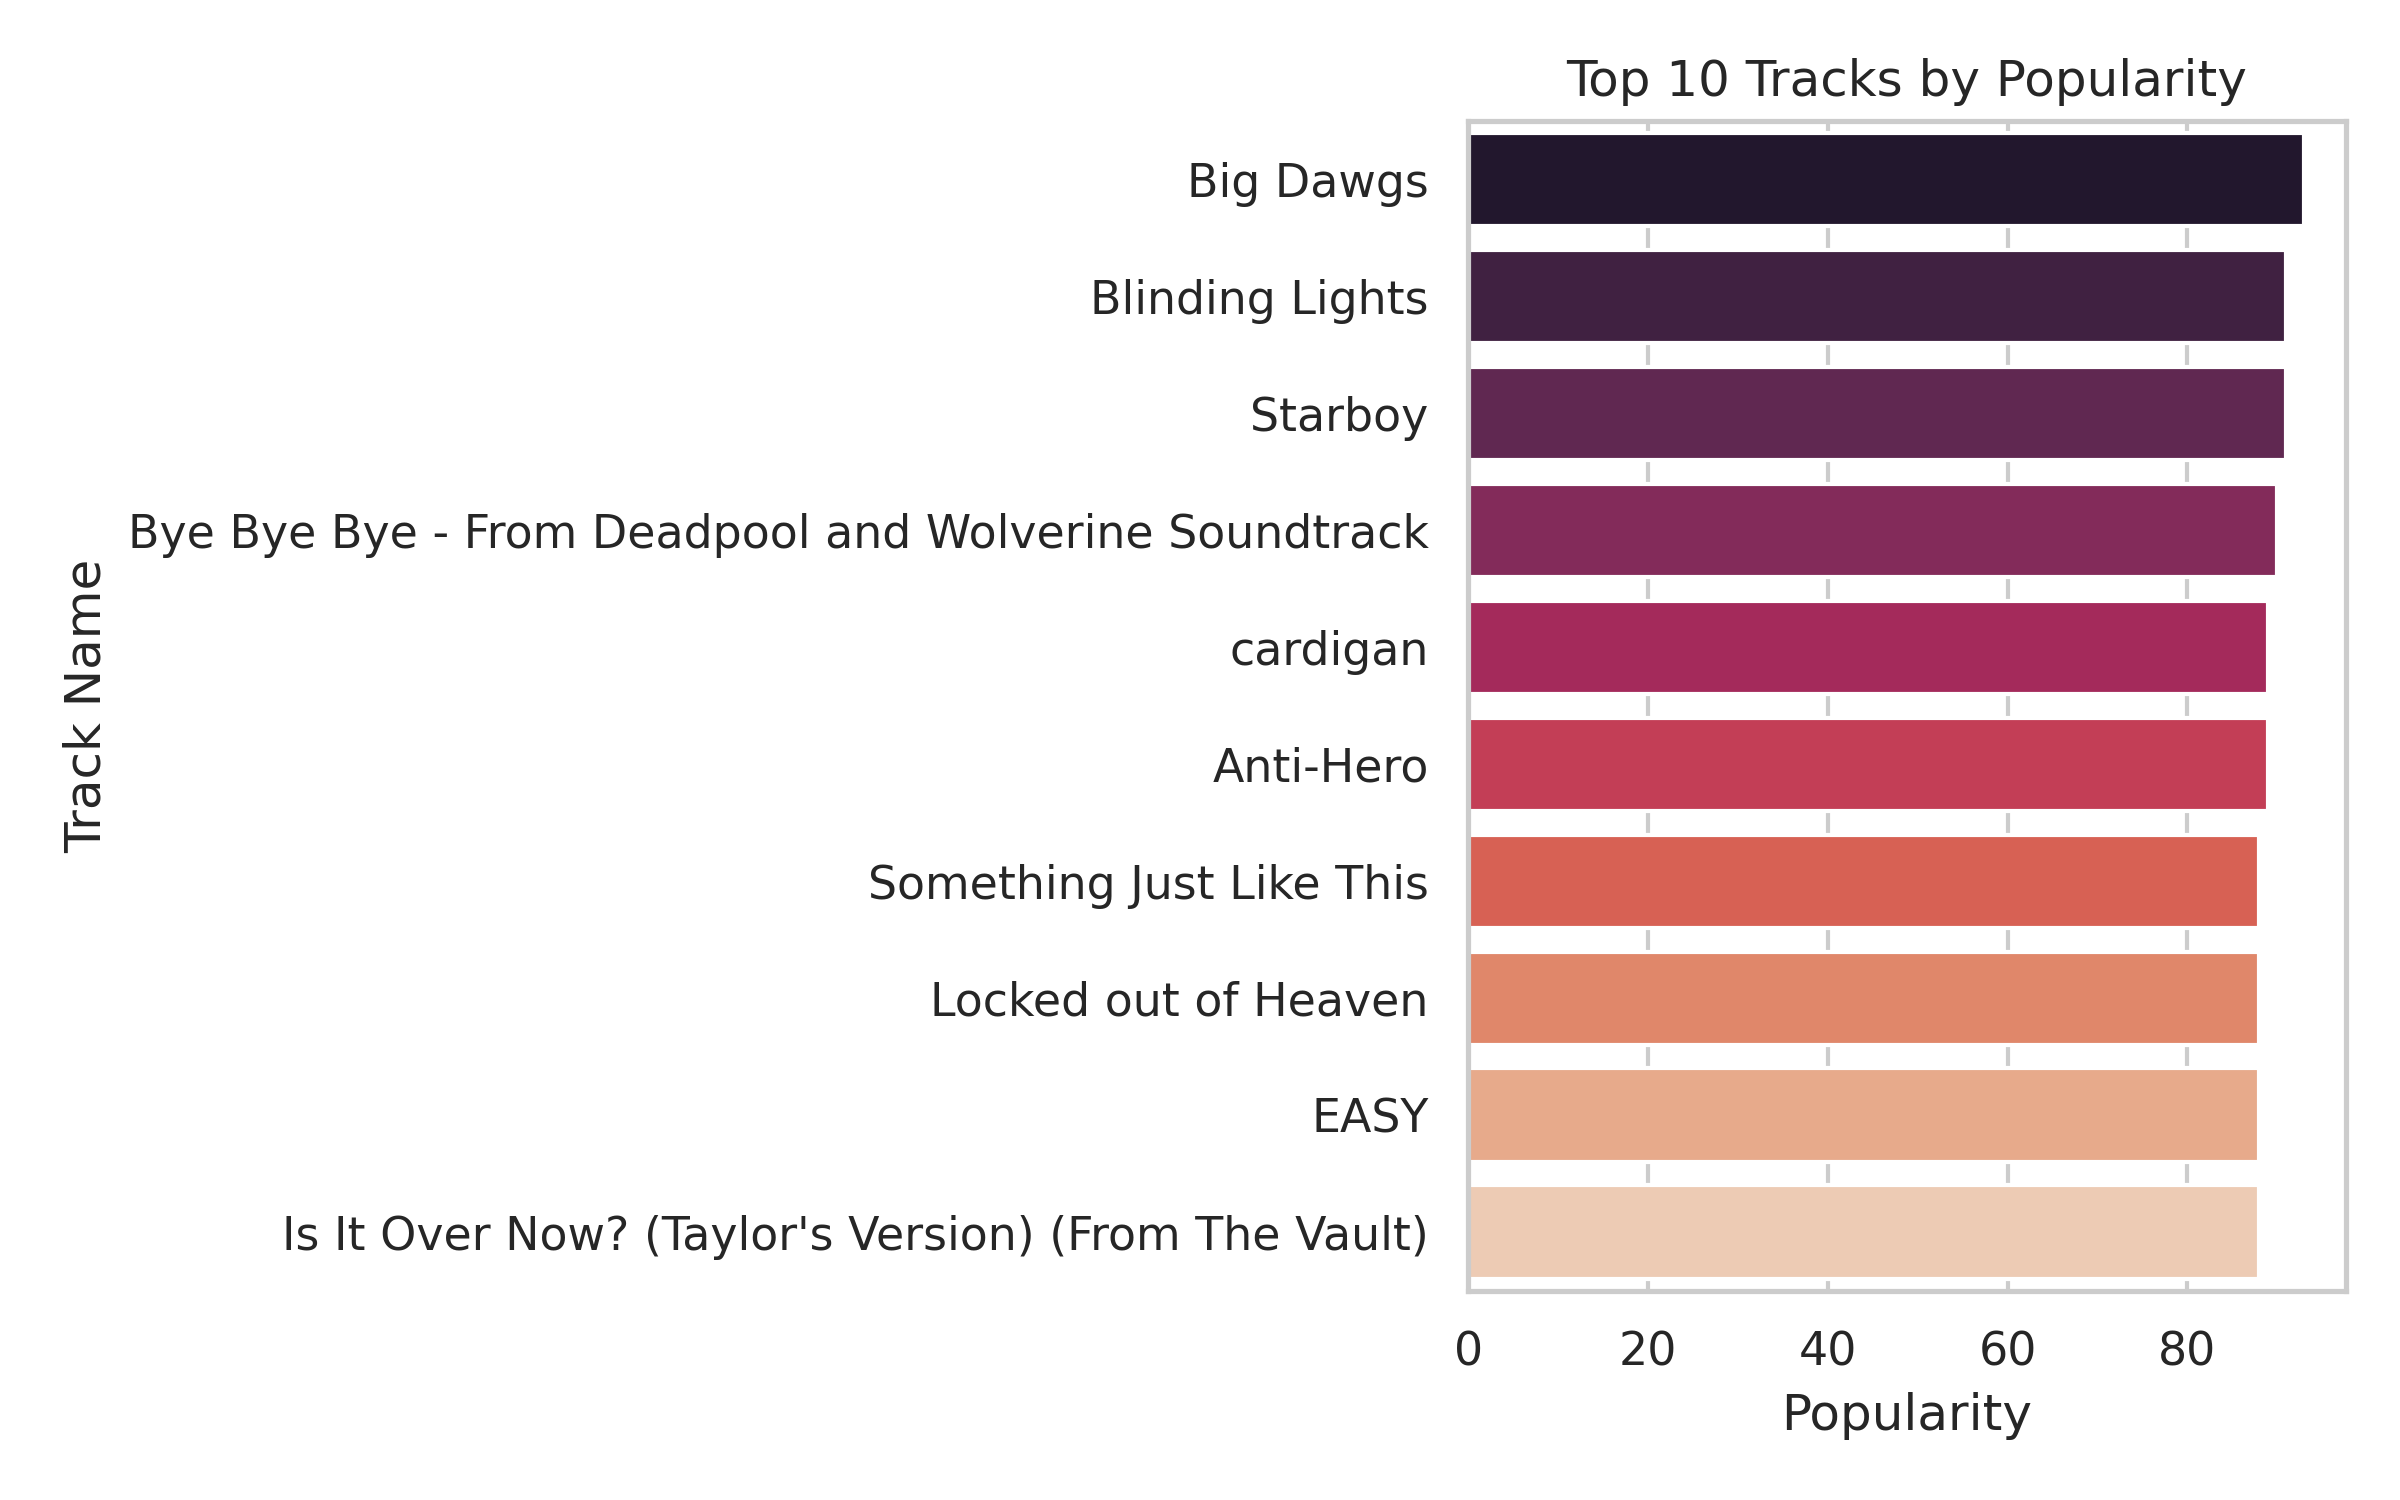 Top 10 Tracks by Popularity
Big Dawgs
Blinding Lights
Starboy
Bye Bye Bye - From Deadpool and Wolverine Soundtrack
cardigan
Anti-Hero
Something Just Like This
Locked out of Heaven
EASY
Is It Over Now? (Taylor's Version) (From The Vault)
Track Name
0 20 40 60 80
Popularity